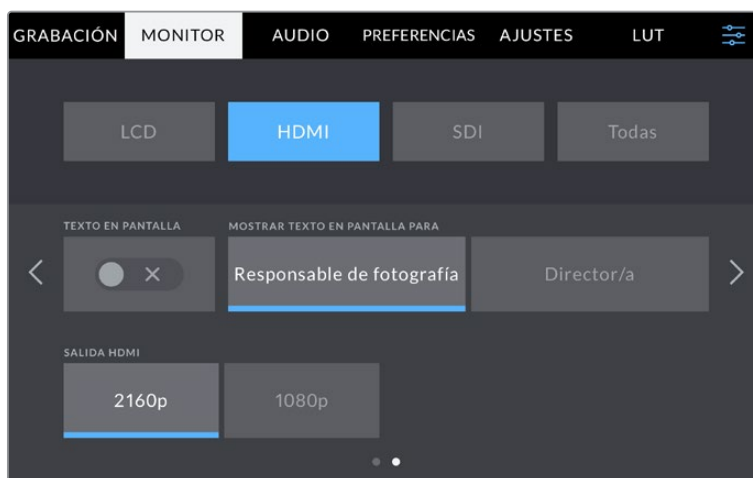 GRABACIÓN MONITOR AUDIO PREFERENCIAS AJUSTES LUT
LCD HDMI SDI Todas
TEXTO EN PANTALLA MOSTRAR TEXTO EN PANTALLA PARA
Responsable de fotografía Director/a
SALIDA HDMI
2160p 1080p